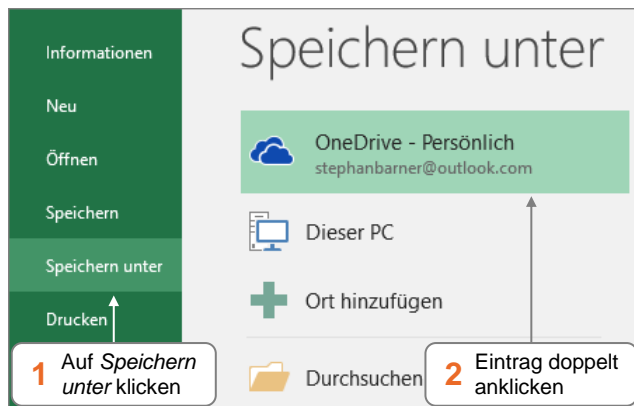 Informationen
Neu
Öffnen
Speichern
Speichern unter
Drucken
1 Auf Speichern
unter klicken
Speichern unter
OneDrive - Persönlich
stephanbarner@outlook.com
Dieser PC
Ort hinzufügen
Durchsuchen
2 Eintrag doppelt
anklicken